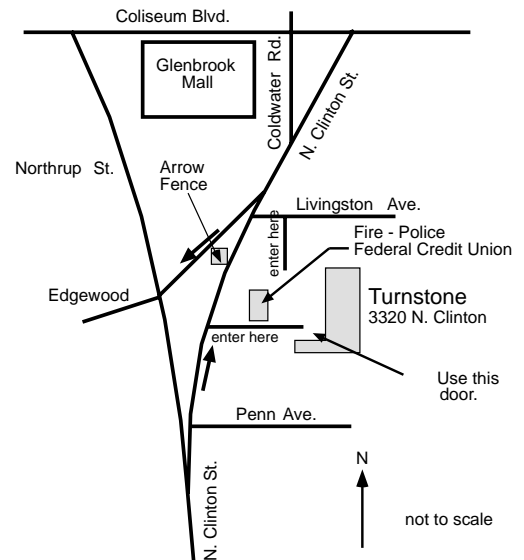 Coliseum Blvd.
Glenbrook
Mall
Coldwater Rd.
N. Clinton St.
Northrup St.
Arrow
Fence
Livingston Ave.
enter here
Fire - Police
Federal Credit Union
Edgewood
Turnstone
3320 N. Clinton
enter here
Use this
door.
Penn Ave.
N. Clinton St.
N
not to scale